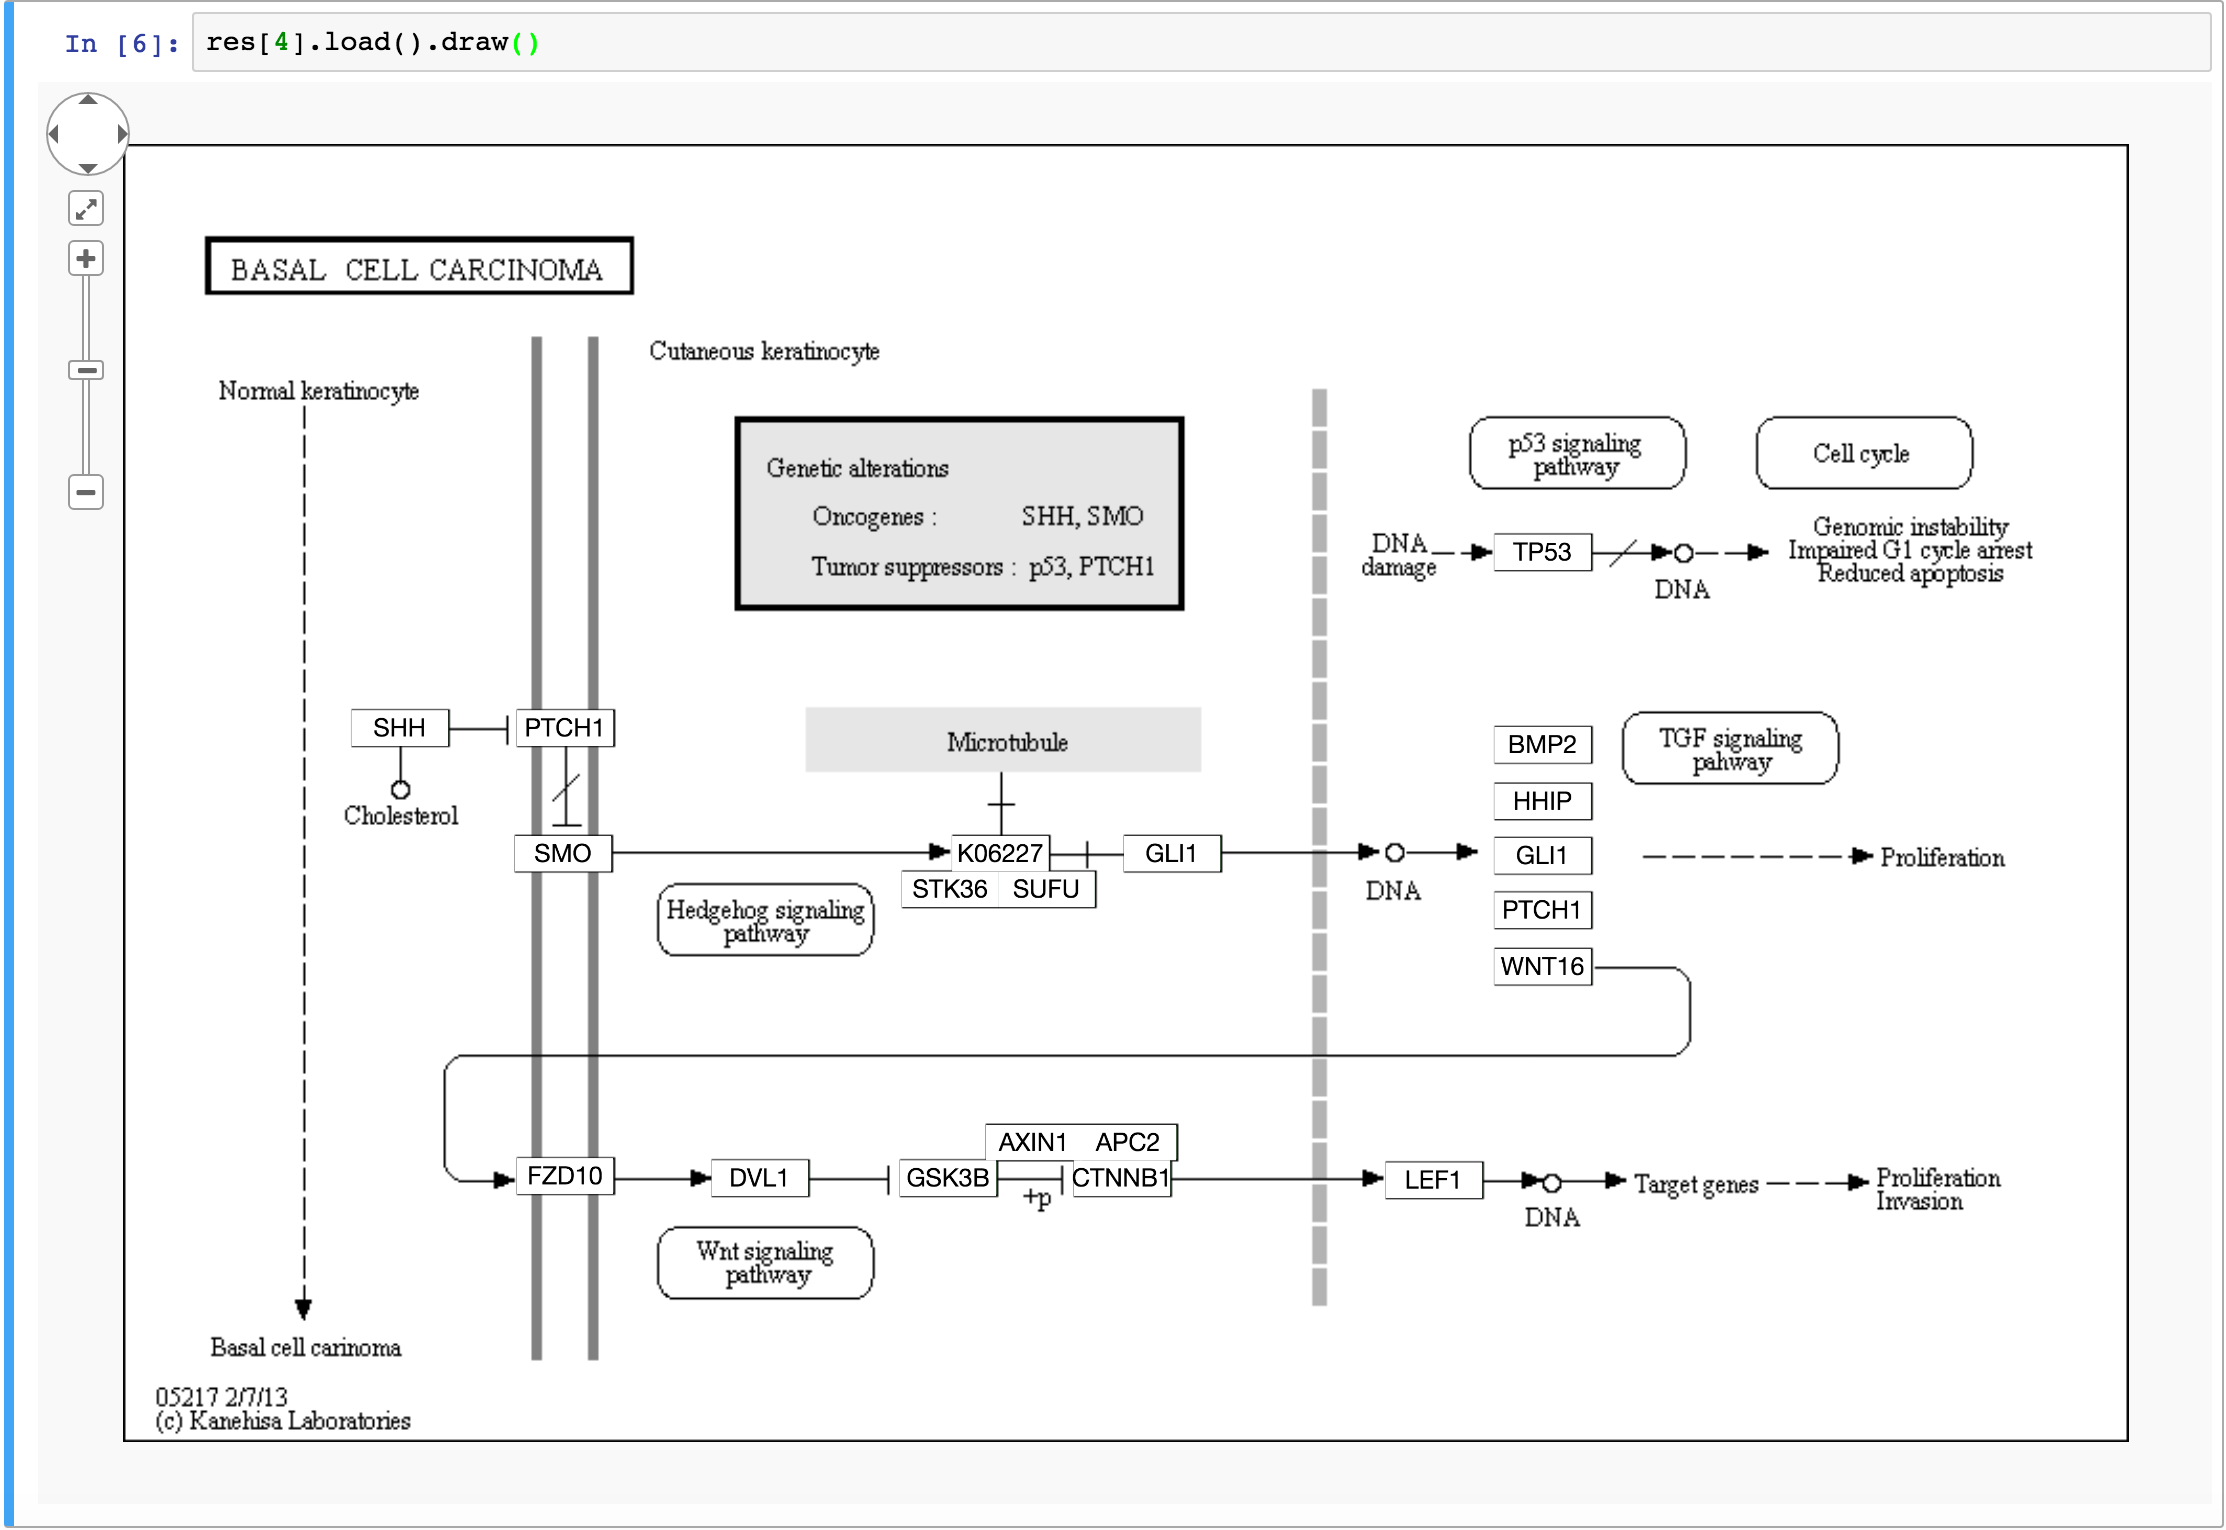 In [6]: res[4].load().draw()
BASAL CELL CARCINOMA
Cutaneous keratinocyte
Normal keratinocyte
Genetic alterations
Oncogenes : SHH, SMO
Tumor suppressors : p53, PTCH1
p53 signaling
pathway
Cell cycle
DNA
damage
TP53
DNA
Genomic instability
Impaired G1 cycle arrest
Reduced apoptosis
SHH
PTCH1
Cholesterol
Microtubule
SMO
K06227
GLI1
STK36
SUFU
Hedgehog signaling
pathway
DNA
BMP2
HHIP
GLI1
PTCH1
WNT16
TGF signaling
pahway
Proliferation
FZD10
DVL1
GSK3B
+p
AXIN1
APC2
CTNNB1
LEF1
DNA
Target genes
Proliferation
Invasion
Wnt signaling
pathway
Basal cell carinoma
05217 2/7/13
(c) Kanehisa Laboratories